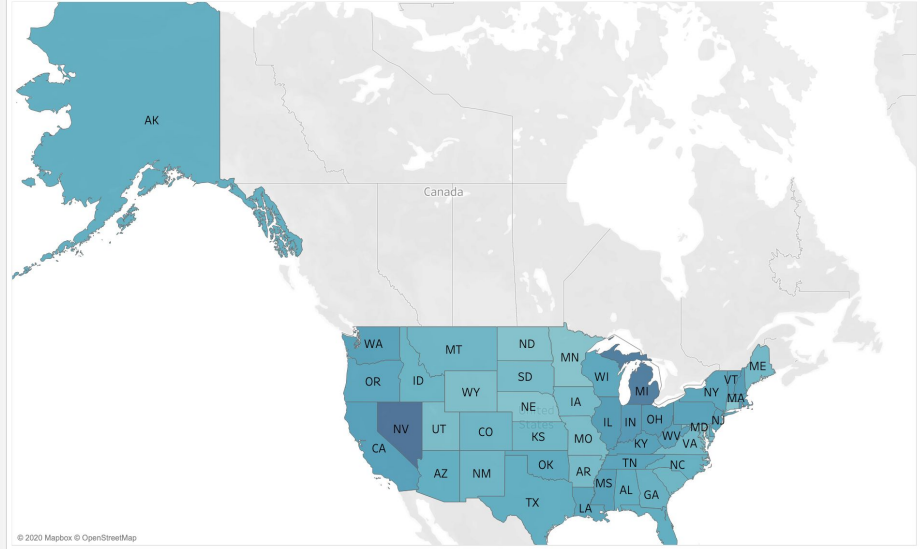 AK
Canada
WA
MT
ND
MN
OR
ID
SD
WI
ME
VT
WY
MI
NY
MA
IA
NE
United
States
NV
UT
CO
KS
IL
IN
OH
NJ
MD
CA
MO
KY
WV
VA
AZ
NM
OK
AR
TN
NC
TX
MS
AL
GA
LA
© 2020 Mapbox © OpenStreetMap